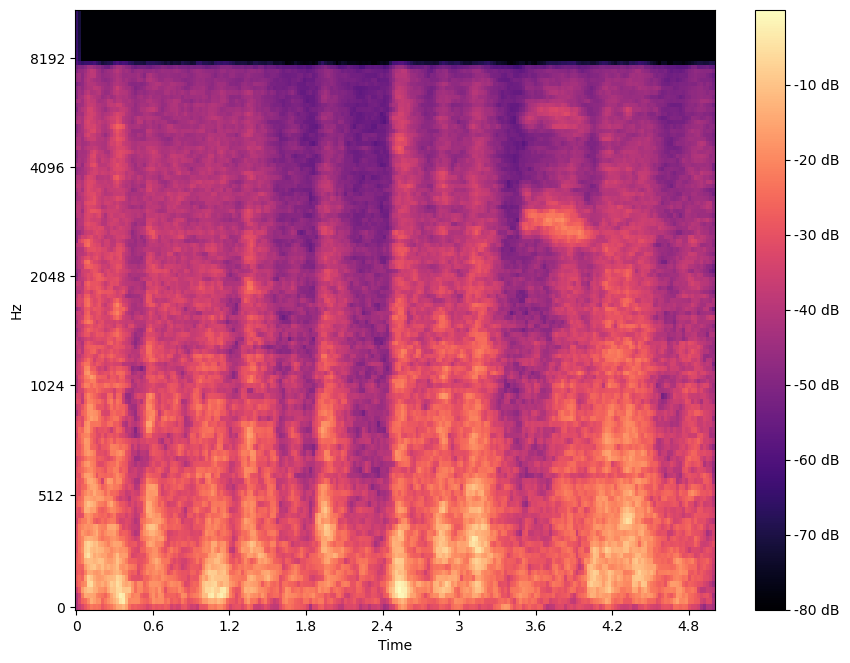 8192
4096
2048
1024
512
0
Hz
0 0.6 1.2 1.8 2.4 3 3.6 4.2 4.8
Time
-10 dB
-20 dB
-30 dB
-40 dB
-50 dB
-60 dB
-70 dB
-80 dB